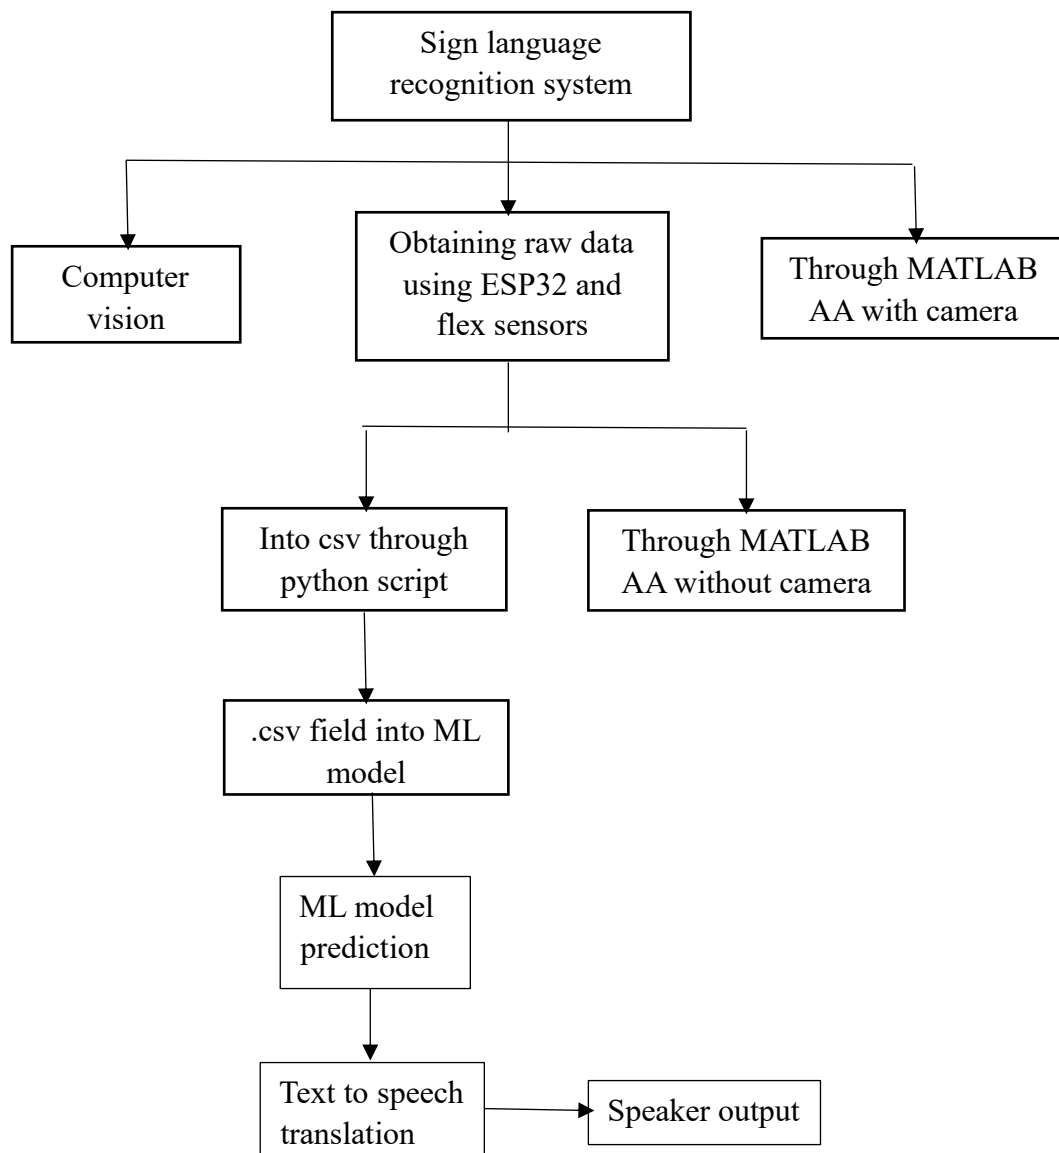 Sign language
recognition system
Computer
vision
Obtaining raw data
using ESP32 and
flex sensors
Through MATLAB
AA with camera
Into csv through
python script
Through MATLAB
AA without camera
.csv field into ML
model
ML model
prediction
Text to speech
translation
Speaker output